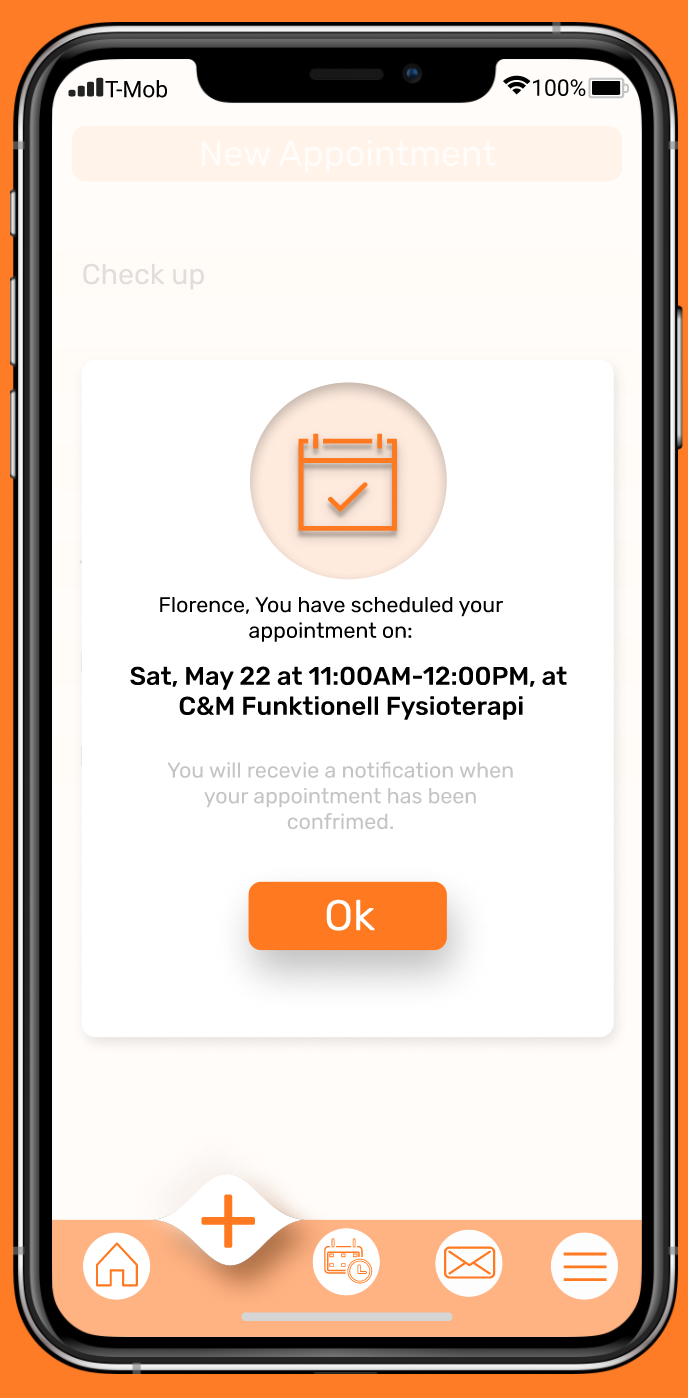 T-Mob 100%
New Appointment
Check up
Florence, You have scheduled your
appointment on:
Sat, May 22 at 11:00AM-12:00PM, at
C&M Funktionell Fysioterapi
You will recevie a notification when
your appointment has been
confrimed.
Ok